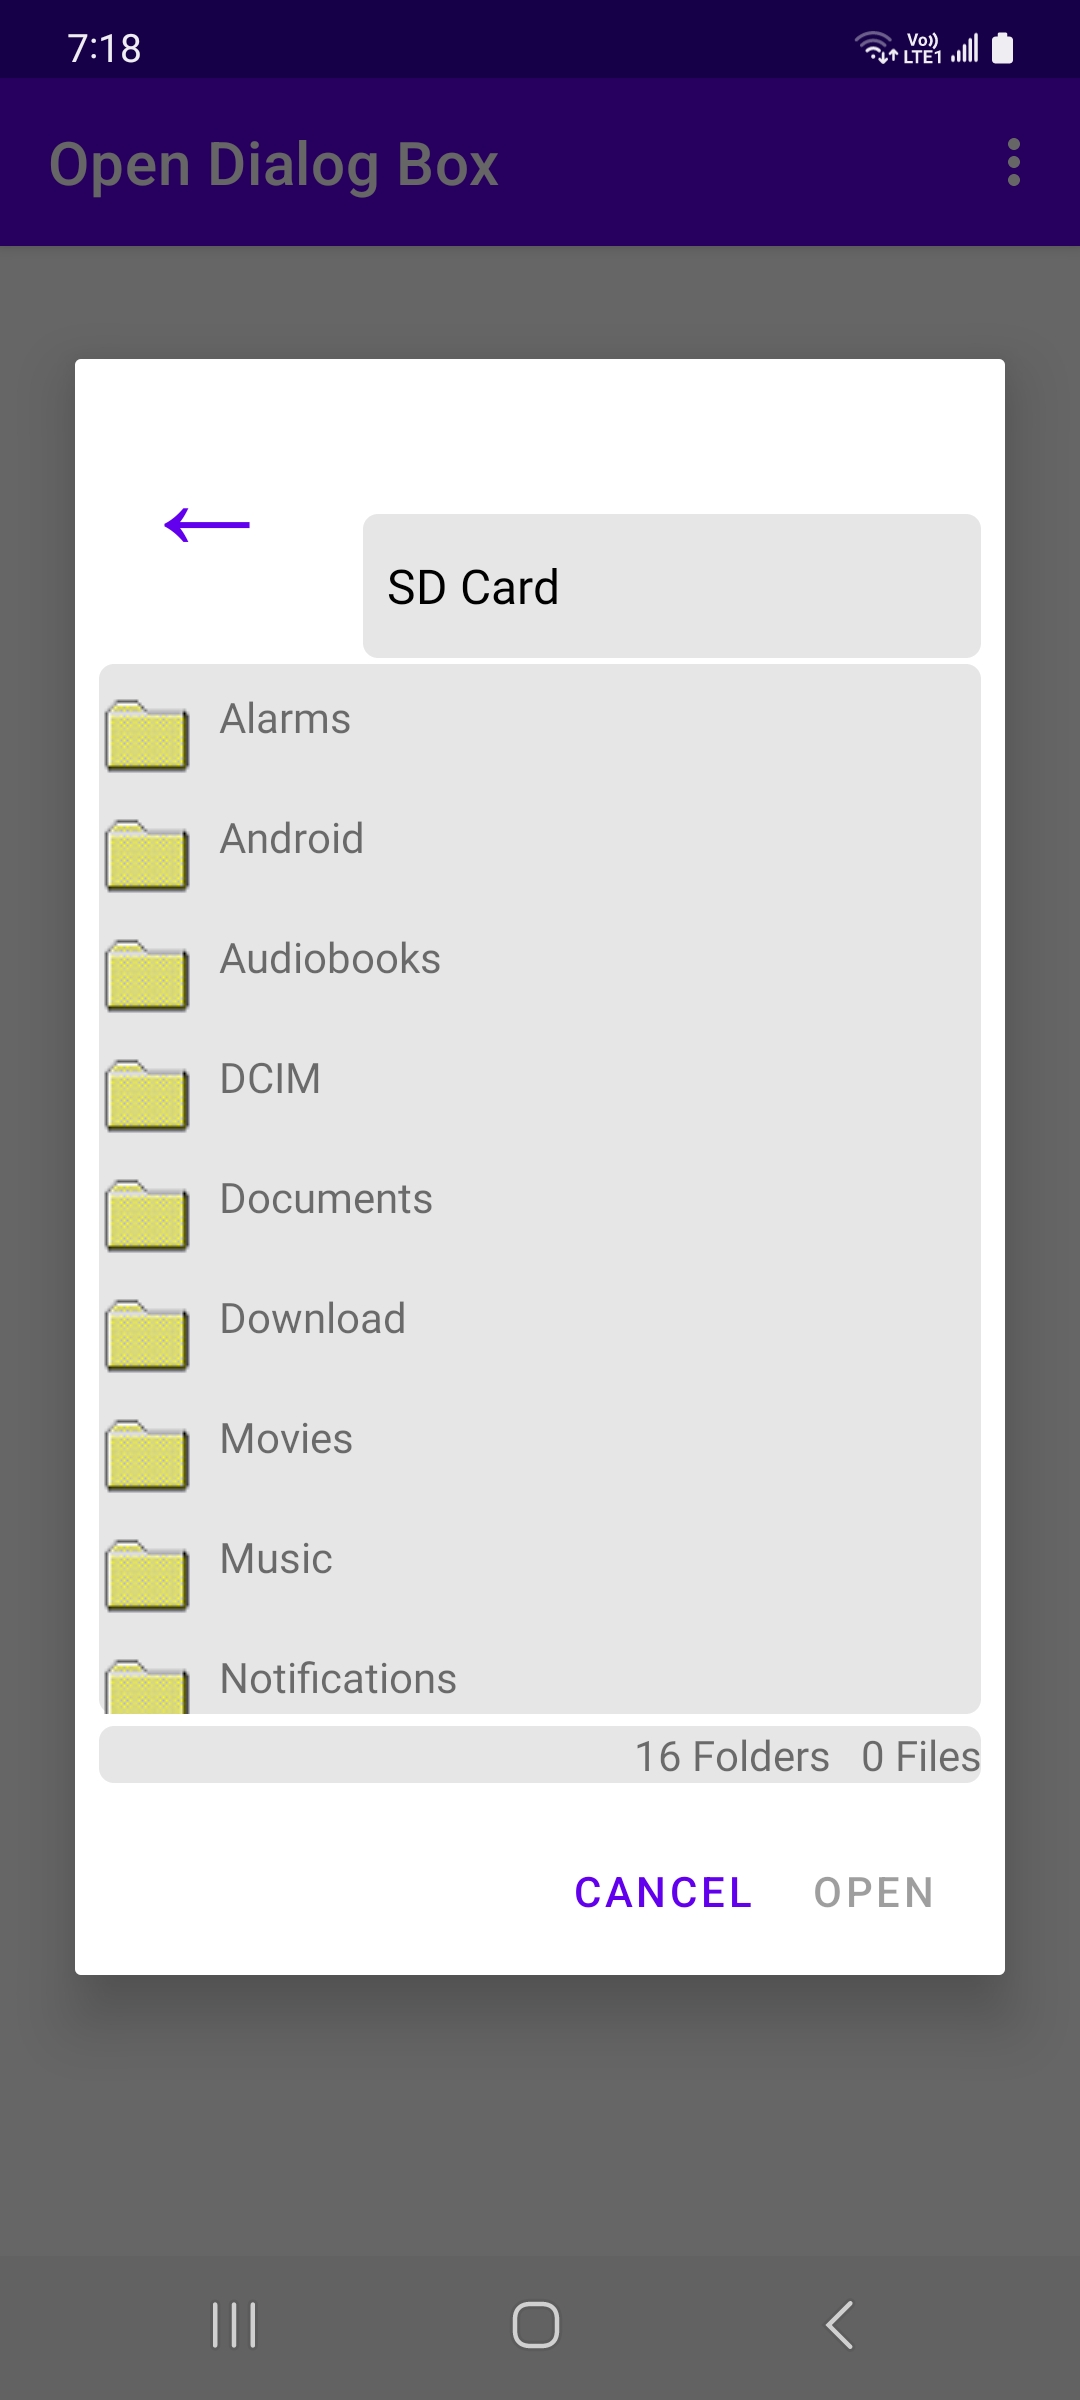 7:18
Vo))
LTE1
Open Dialog Box
SD Card
Alarms
Android
Audiobooks
DCIM
Documents
Download
Movies
Music
Notifications
16 Folders 0 Files
CANCEL OPEN